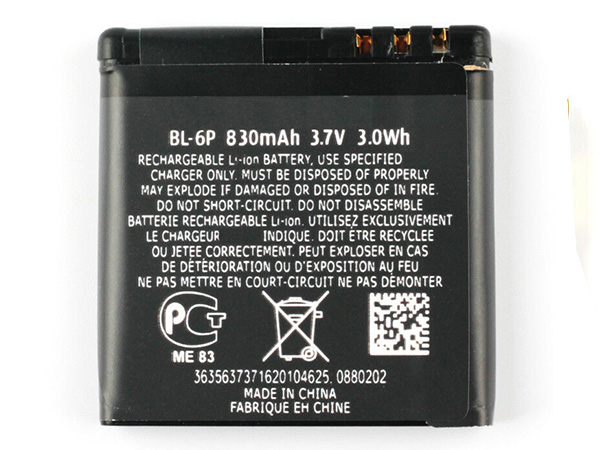 BL-6P 830mAh 3.7V 3.0Wh
RECHARGEABLE Li-ion BATTERY, USE SPECIFIED
CHARGER ONLY. MUST BE DISPOSED OF PROPERLY.
MAY EXPLODE IF DAMAGED OR DISPOSED OF IN FIRE.
DO NOT SHORT-CIRCUIT. DO NOT DISASSEMBLE
BATTERIE RECHARGEABLE Li-ion. UTILISEZ EXCLUSIVEMENT
LE CHARGEUR INDIQUE. DOIT ÊTRE RECYCLEE
OU JETEE CORRECTEMENT. PEUT EXPLOSER EN CAS
DE DÉTÉRIORATION OU D'EXPOSITION AU FEU
NE PAS METTRE EN COURT-CIRCUIT. NE PAS DÉMONTER
PCT
ME 83
3635637371620104625. 0880202
MADE IN CHINA
FABRIQUE EH CHINE